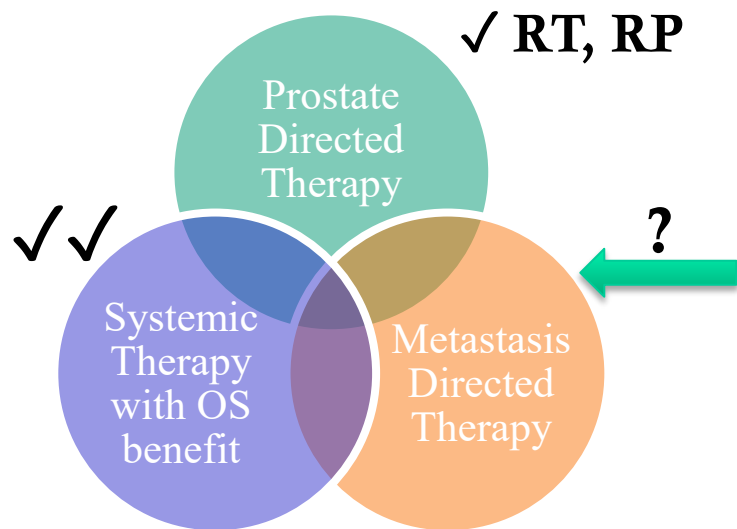 ✓ RT, RP
Prostate
Directed
Therapy
✓✓
?
Systemic
Therapy
with OS
benefit
Metastasis
Directed
Therapy